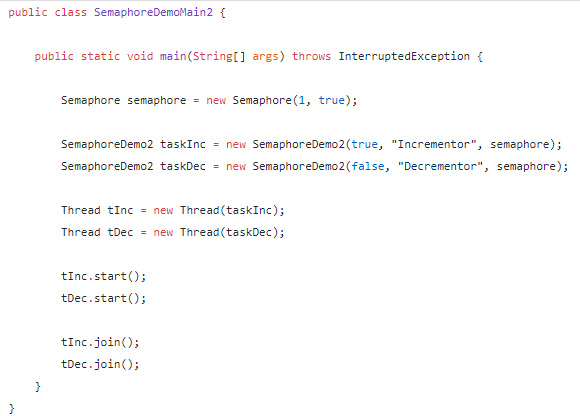 public class SemaphoreDemoMain2 {
public static void main(String[] args) throws InterruptedException {
Semaphore semaphore = new Semaphore(1, true);
SemaphoreDemo2 taskInc = new SemaphoreDemo2(true, "Incrementor", semaphore);
SemaphoreDemo2 taskDec = new SemaphoreDemo2(false, "Decrementor", semaphore);
Thread tInc = new Thread(taskInc);
Thread tDec = new Thread(taskDec);
tInc.start();
tDec.start();
tInc.join();
tDec.join();
}
}